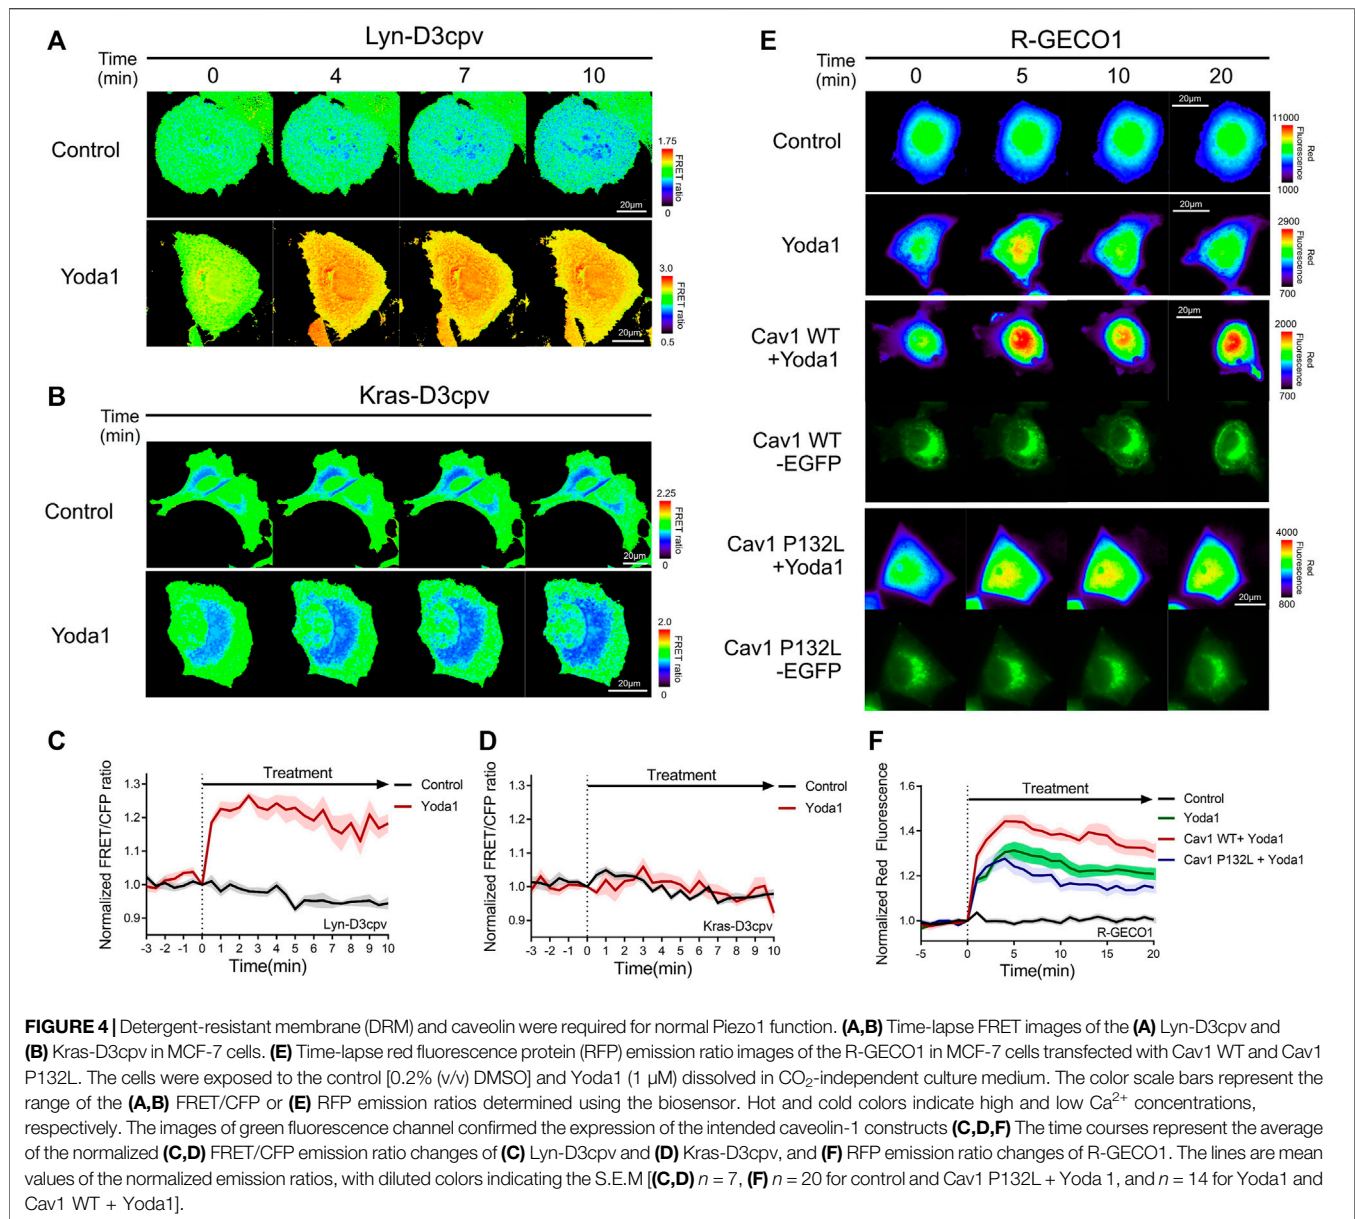 A
Lyn-D3cpv
Time
(min)
0 4 7 10
Control
1.75
FRET ratio
0
20μm
Yoda1
3.0
FRET ratio
0.5
20μm
B
Kras-D3cpv
Time
(min)
Control
2.25
FRET ratio
0
20μm
Yoda1
2.0
FRET ratio
0
20μm
E
R-GECO1
Time
(min)
0 5 10 20
Control
20μm
11000
Red
Fluorescence
1000
Yoda1
20μm
2900
Red
Fluorescence
700
Cav1 WT
+Yoda1
20μm
2000
Red
Fluorescence
700
Cav1 WT
-EGFP
Cav1 P132L
+Yoda1
20μm
4000
Red
Fluorescence
800
Cav1 P132L
-EGFP
C
Normalized FRET/CFP ratio
1.3
1.2
1.1
1.0
0.9
Treatment
Control
Yoda1
Lyn-D3cpv
-3 -2 -1 0 1 2 3 4 5 6 7 8 9 10
Time(min)
D
Normalized FRET/CFP ratio
1.3
1.2
1.1
1.0
0.9
Treatment
Control
Yoda1
Kras-D3cpv
-3 -2 -1 0 1 2 3 4 5 6 7 8 9 10
Time(min)
F
Normalized Red Fluorescence
1.6
1.4
1.2
1.0
Treatment
Control
Yoda1
Cav1 WT+ Yoda1
Cav1 P132L + Yoda1
R-GECO1
-5 0 5 10 15 20
Time(min)
FIGURE 4 | Detergent-resistant membrane (DRM) and caveolin were required for normal Piezo1 function. (A,B) Time-lapse FRET images of the (A) Lyn-D3cpv and
(B) Kras-D3cpv in MCF-7 cells. (E) Time-lapse red fluorescence protein (RFP) emission ratio images of the R-GECO1 in MCF-7 cells transfected with Cav1 WT and Cav1
P132L. The cells were exposed to the control [0.2% (v/v) DMSO] and Yoda1 (1 μM) dissolved in CO₂-independent culture medium. The color scale bars represent the
range of the (A,B) FRET/CFP or (E) RFP emission ratios determined using the biosensor. Hot and cold colors indicate high and low Ca²⁺ concentrations,
respectively. The images of green fluorescence channel confirmed the expression of the intended caveolin-1 constructs (C,D,F) The time courses represent the average
of the normalized (C,D) FRET/CFP emission ratio changes of (C) Lyn-D3cpv and (D) Kras-D3cpv, and (F) RFP emission ratio changes of R-GECO1. The lines are mean
values of the normalized emission ratios, with diluted colors indicating the S.E.M [(C,D) n = 7, (F) n = 20 for control and Cav1 P132L + Yoda 1, and n = 14 for Yoda1 and
Cav1 WT + Yoda1].